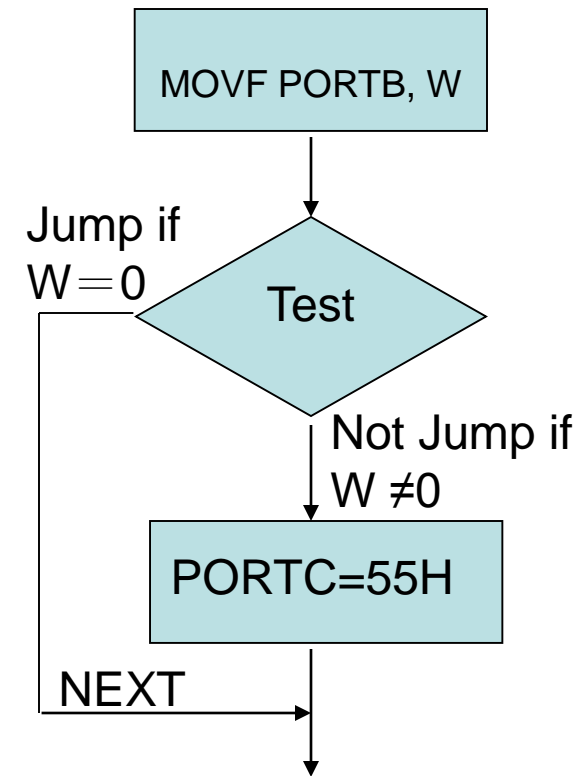 MOVF PORTB, W
Jump if
W＝0
Test
Not Jump if
W ≠0
PORTC=55H
NEXT